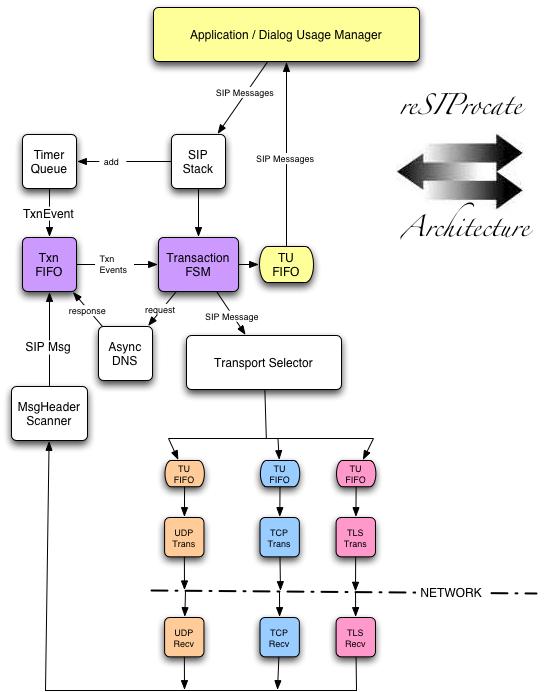 Application / Dialog Usage Manager
SIP Messages
reSIProcate
Timer
Queue
add
SIP
Stack
SIP Messages
TxnEvent
Architecture
Txn
FIFO
Txn
Events
Transaction
FSM
TU
FIFO
response
request
SIP Message
Async
DNS
SIP Msg
Transport Selector
MsgHeader
Scanner
TU
FIFO
TU
FIFO
TU
FIFO
UDP
Trans
TCP
Trans
TLS
Trans
NETWORK
UDP
Recv
TCP
Recv
TLS
Recv